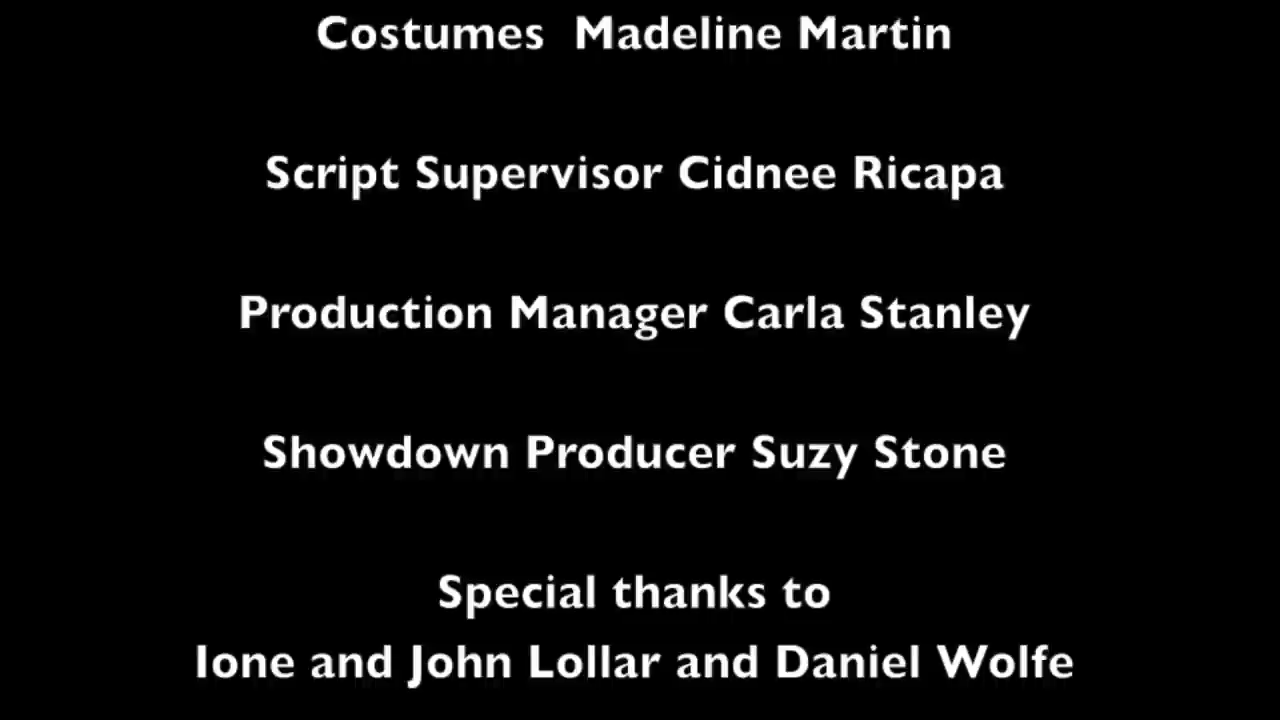 Costumes  Madeline Martin
Script Supervisor Cidnee Ricapa
Production Manager Carla Stanley
Showdown Producer Suzy Stone
Special thanks to
Ione and John Lollar and Daniel Wolfe